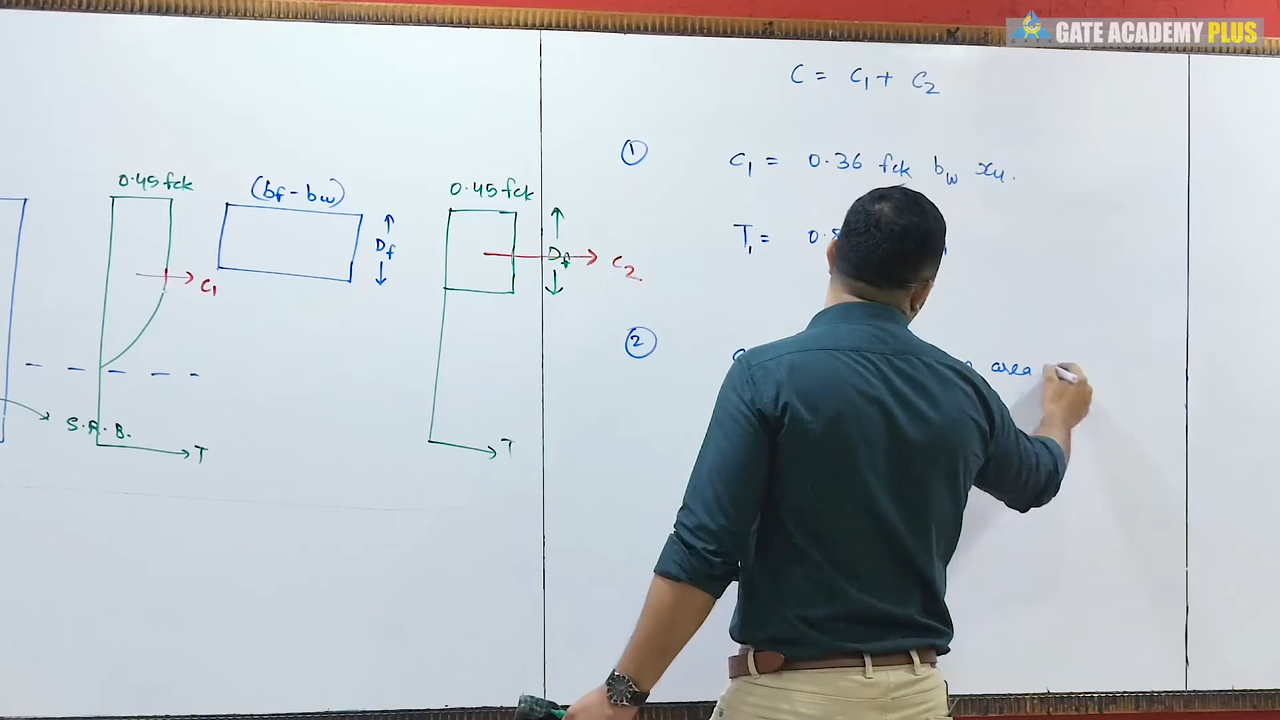 GATE ACADEMY PLUS
C = C₁ + C₂
① C₁ = 0.36 fck bw xu.
T₁ = 0.8
② area
0.45 fck
C₁
S.R.B.
T
(bf - bw)
Df
0.45 fck
Df
C₂
T